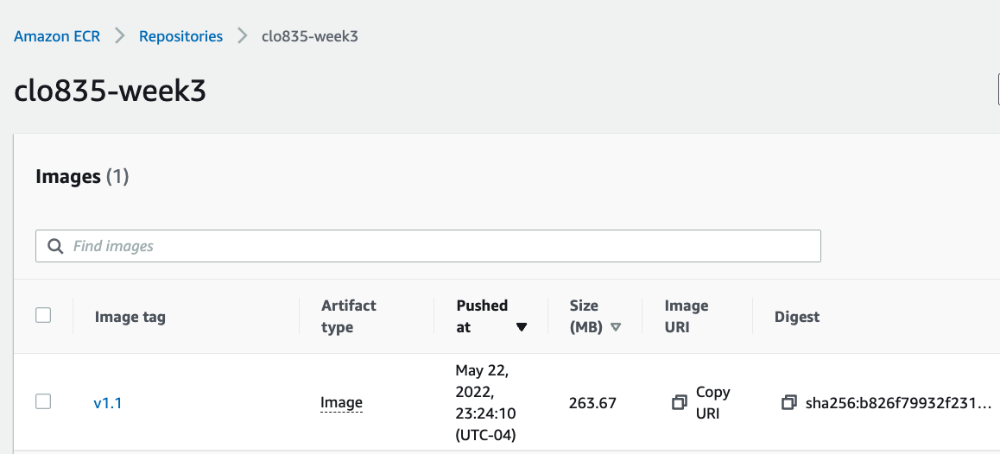 Amazon ECR > Repositories > clo835-week3
clo835-week3
Images (1)
Find images
Image tag
Artifact
type
Pushed
at
Size
(MB)
Image
URI
Digest
v1.1
Image
May 22,
2022,
23:24:10
(UTC-04)
263.67
Copy
URI
sha256:b826f79932f231...